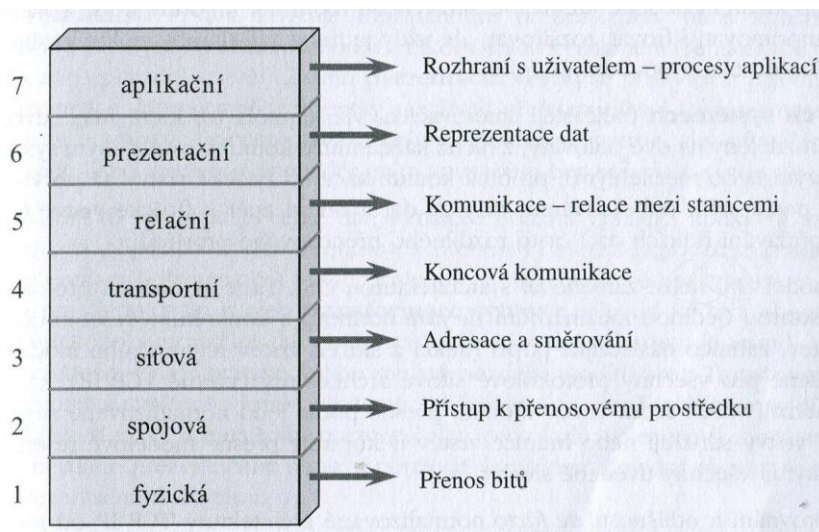 7 aplikační Rozhraní s uživatelem – procesy aplikací
6 prezentační Reprezentace dat
5 relační Komunikace – relace mezi stanicemi
4 transportní Koncová komunikace
3 síťová Adresace a směrování
2 spojová Přístup k přenosovému prostředku
1 fyzická Přenos bitů